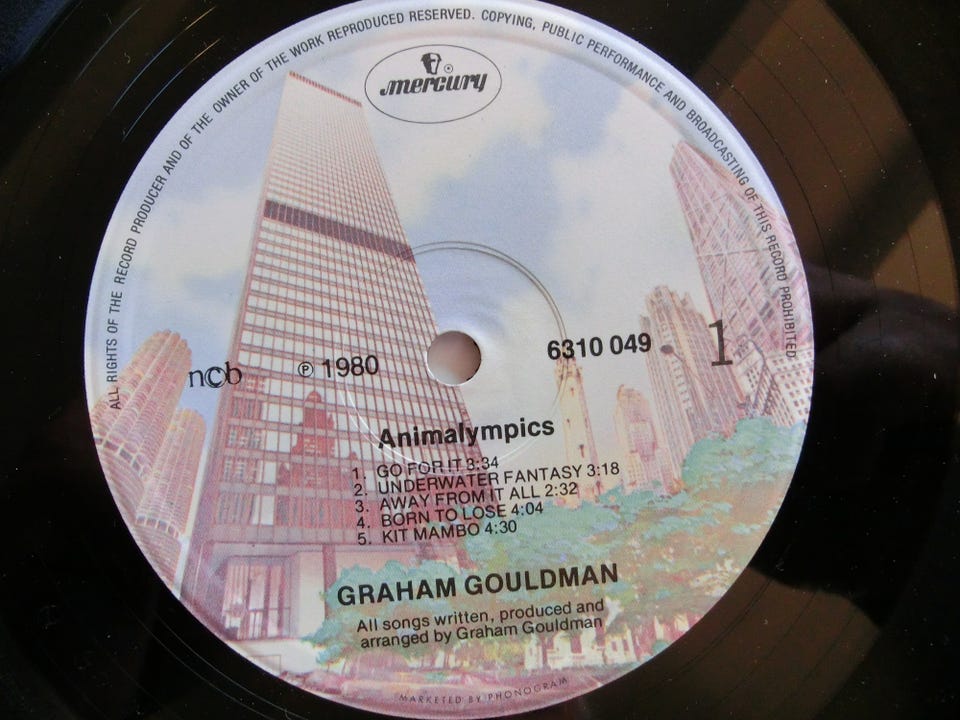 ALL RIGHTS OF THE RECORD PRODUCER AND OF THE OWNER OF THE WORK REPRODUCED RESERVED. COPYING, PUBLIC PERFORMANCE AND BROADCASTING OF THIS RECORD PROHIBITED
mercury ®
ncb ℗ 1980 6310 049 1
Animalympics
1. GO FOR IT 3:34
2. UNDERWATER FANTASY 3:18
3. AWAY FROM IT ALL 2:32
4. BORN TO LOSE 4:04
5. KIT MAMBO 4:30
GRAHAM GOULDMAN
All songs written, produced and
arranged by Graham Gouldman
MARKETED BY PHONOGRAM